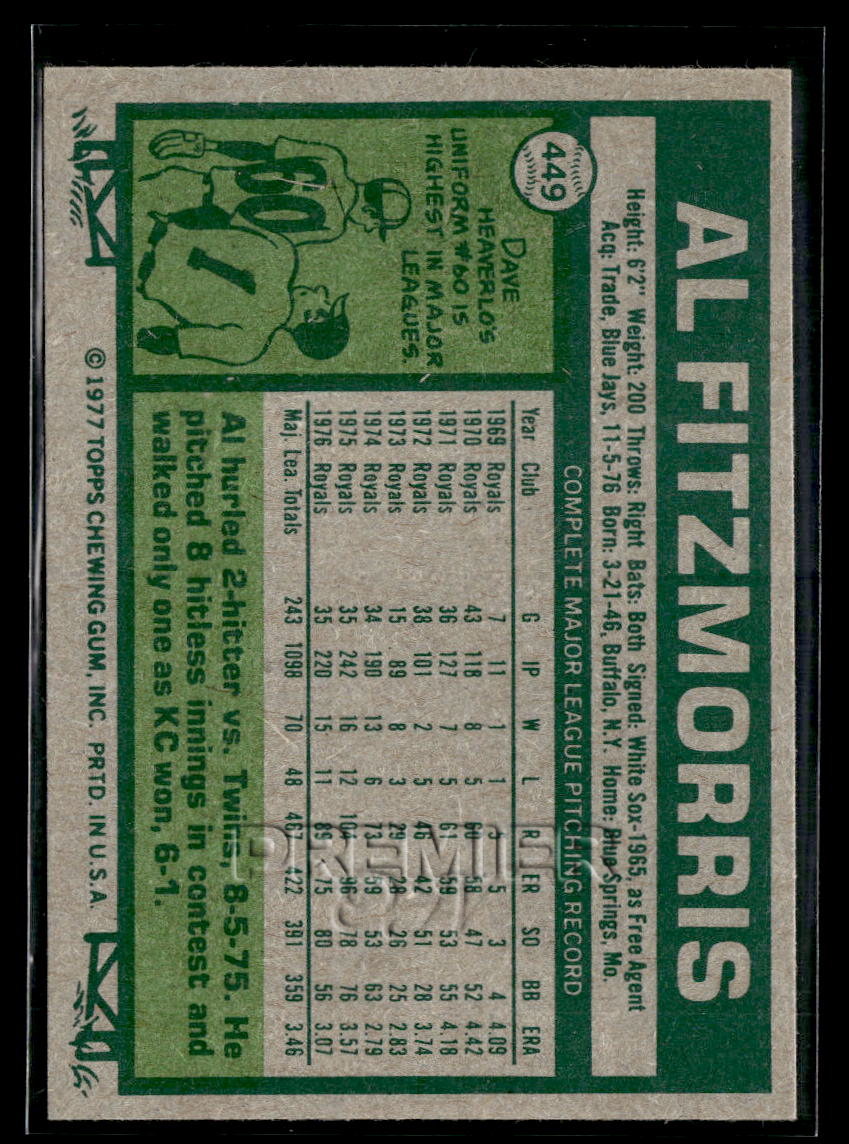 AL FITZMORRIS
449
Height: 6'2" Weight: 200 Throws: Right Bats: Both Signed: White Sox-1965, as Free Agent
Acq: Trade, Blue Jays, 11-5-76 Born: 3-21-46, Buffalo, N.Y. Home: Blue Springs, Mo.
COMPLETE MAJOR LEAGUE PITCHING RECORD
DAVE
HEAVERLO'S
UNIFORM #60 IS
HIGHEST IN MAJOR
LEAGUES.
60
1
Year Club G IP W L R ER SO BB ERA
1969 Royals 7 11 1 1 5 5 3 4 4.09
1970 Royals 43 118 8 5 60 58 47 52 4.42
1971 Royals 36 127 7 5 61 59 53 55 4.18
1972 Royals 38 101 2 5 46 42 51 28 3.74
1973 Royals 15 89 8 3 29 28 26 25 2.83
1974 Royals 34 190 13 6 73 59 53 63 2.79
1975 Royals 35 242 16 12 104 96 78 76 3.57
1976 Royals 35 220 15 11 89 75 80 56 3.07
Maj. Lea. Totals 243 1098 70 48 467 422 391 359 3.46
Al hurled 2-hitter vs. Twins, 8-5-75. He
pitched 8 hitless innings in contest and
walked only one as KC won, 6-1.
© 1977 TOPPS CHEWING GUM, INC. PRTD. IN U.S.A.
PREMIER